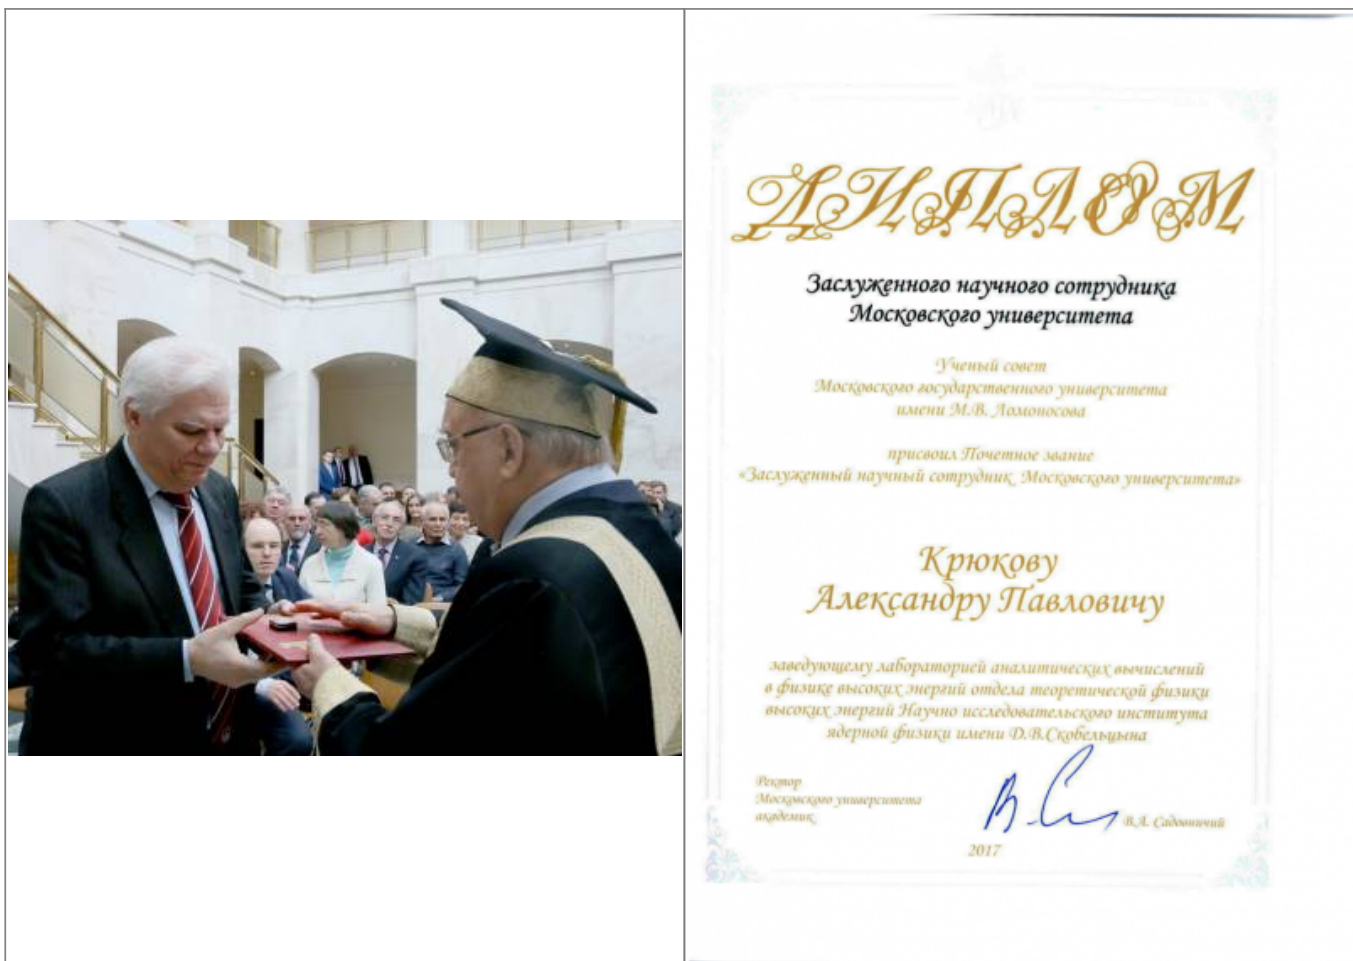 ДИПЛОМ
Заслуженного научного сотрудника
Московского университета
Ученый совет
Московского государственного университета
имени М.В. Ломоносова
присвоил Почетное звание
«Заслуженный научный сотрудник Московского университета»
Крюкову
Александру Павловичу
заведующему лабораторией аналитических вычислений
в физике высоких энергий отдела теоретической физики
высоких энергий Научно исследовательского института
ядерной физики имени Д.В.Скобельцына
Ректор
Московского университета
академик
В.А. Садовничий
2017